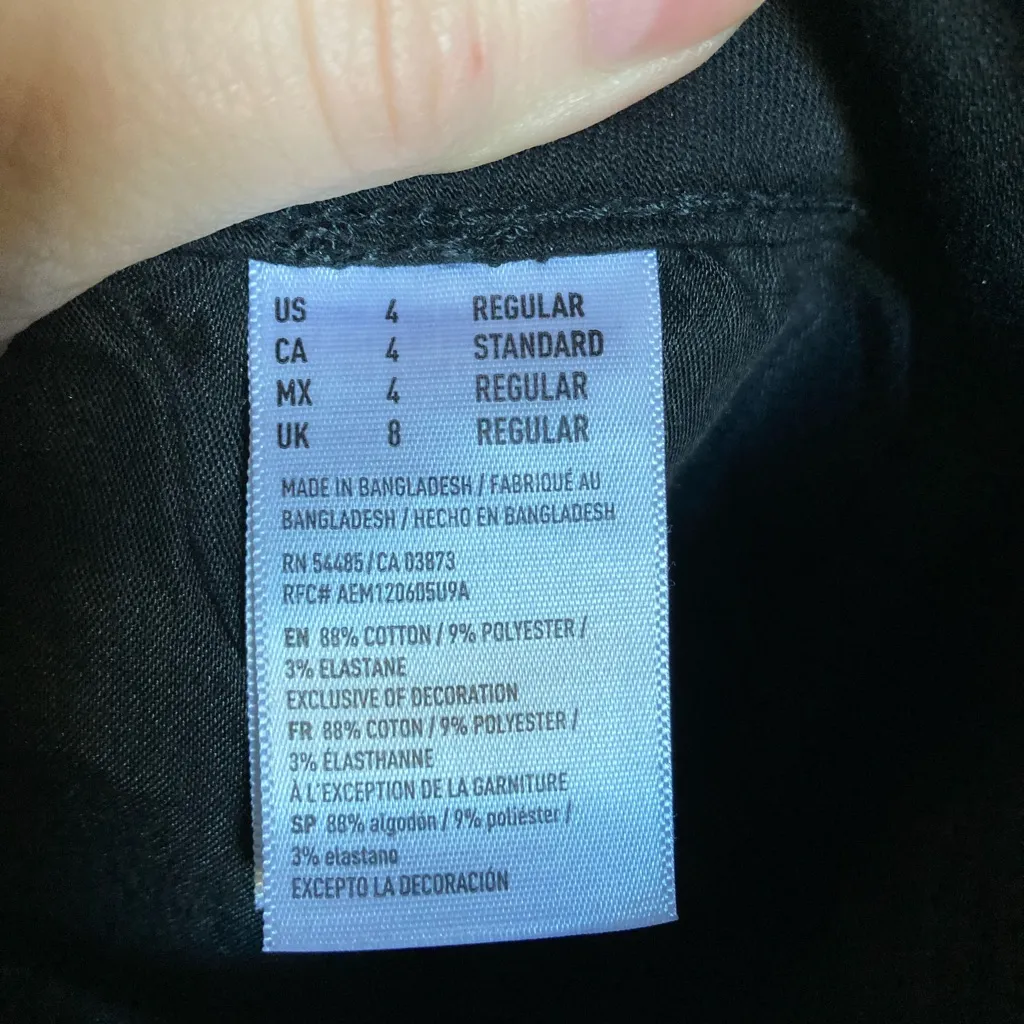 US 4 REGULAR
CA 4 STANDARD
MX 4 REGULAR
UK 8 REGULAR
MADE IN BANGLADESH / FABRIQUÉ AU
BANGLADESH / HECHO EN BANGLADESH
RN 54485 / CA 03873
RFC# AEM120605U9A
EN 88% COTTON / 9% POLYESTER /
3% ELASTANE
EXCLUSIVE OF DECORATION
FR 88% COTON / 9% POLYESTER /
3% ÉLASTHANNE
À L'EXCEPTION DE LA GARNITURE
SP 88% algodón / 9% poliéster /
3% elastano
EXCEPTO LA DECORACIÓN